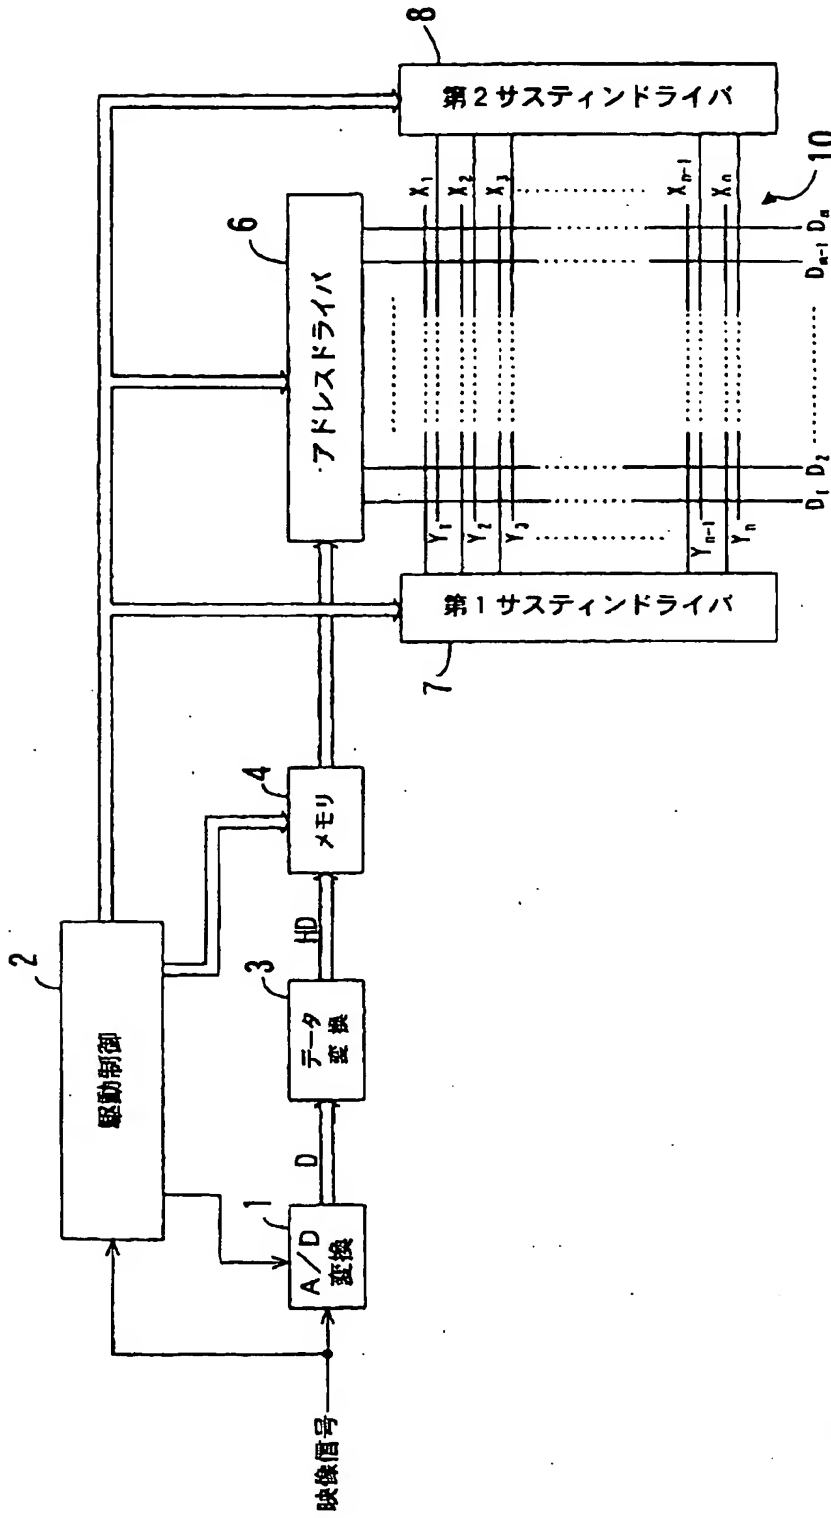 2
駆動制御
映像信号
1
A/D
変換
D
3
データ
変換
HD
4
メモリ
6
アドレスドライバ
7
第1サスティンドライバ
8
第2サスティンドライバ
X1
X2
X3
Xn-1
Xn
Y1
Y2
Y3
Yn-1
Yn
D1 D2 Dm-1 Dm
10